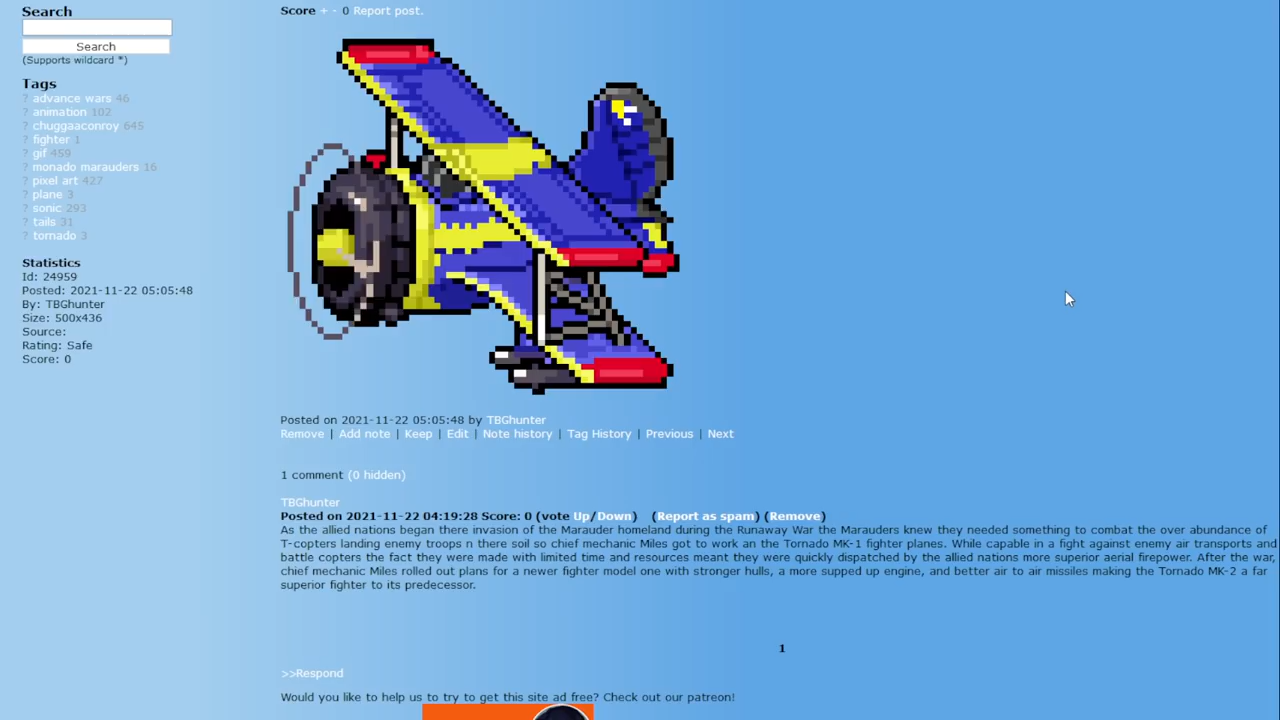 Search
Search
(Supports wildcard *)
Tags
? advance wars 46
? animation 102
? chuggaaconroy 645
? fighter 1
? gif 459
? monado marauders 16
? pixel art 427
? plane 3
? sonic 293
? tails 31
? tornado 3
Statistics
Id: 24959
Posted: 2021-11-22 05:05:48
By: TBGhunter
Size: 500x436
Source:
Rating: Safe
Score: 0
Score + - 0 Report post.
Posted on 2021-11-22 05:05:48 by TBGhunter
Remove | Add note | Keep | Edit | Note history | Tag History | Previous | Next
1 comment (0 hidden)
TBGhunter
Posted on 2021-11-22 04:19:28 Score: 0 (vote Up/Down) (Report as spam) (Remove)
As the allied nations began there invasion of the Marauder homeland during the Runaway War the Marauders knew they needed something to combat the over abundance of
T-copters landing enemy troops n there soil so chief mechanic Miles got to work an the Tornado MK-1 fighter planes. While capable in a fight against enemy air transports and
battle copters the fact they were made with limited time and resources meant they were quickly dispatched by the allied nations more superior aerial firepower. After the war,
chief mechanic Miles rolled out plans for a newer fighter model one with stronger hulls, a more supped up engine, and better air to air missiles making the Tornado MK-2 a far
superior fighter to its predecessor.
1
>>Respond
Would you like to help us to try to get this site ad free? Check out our patreon!